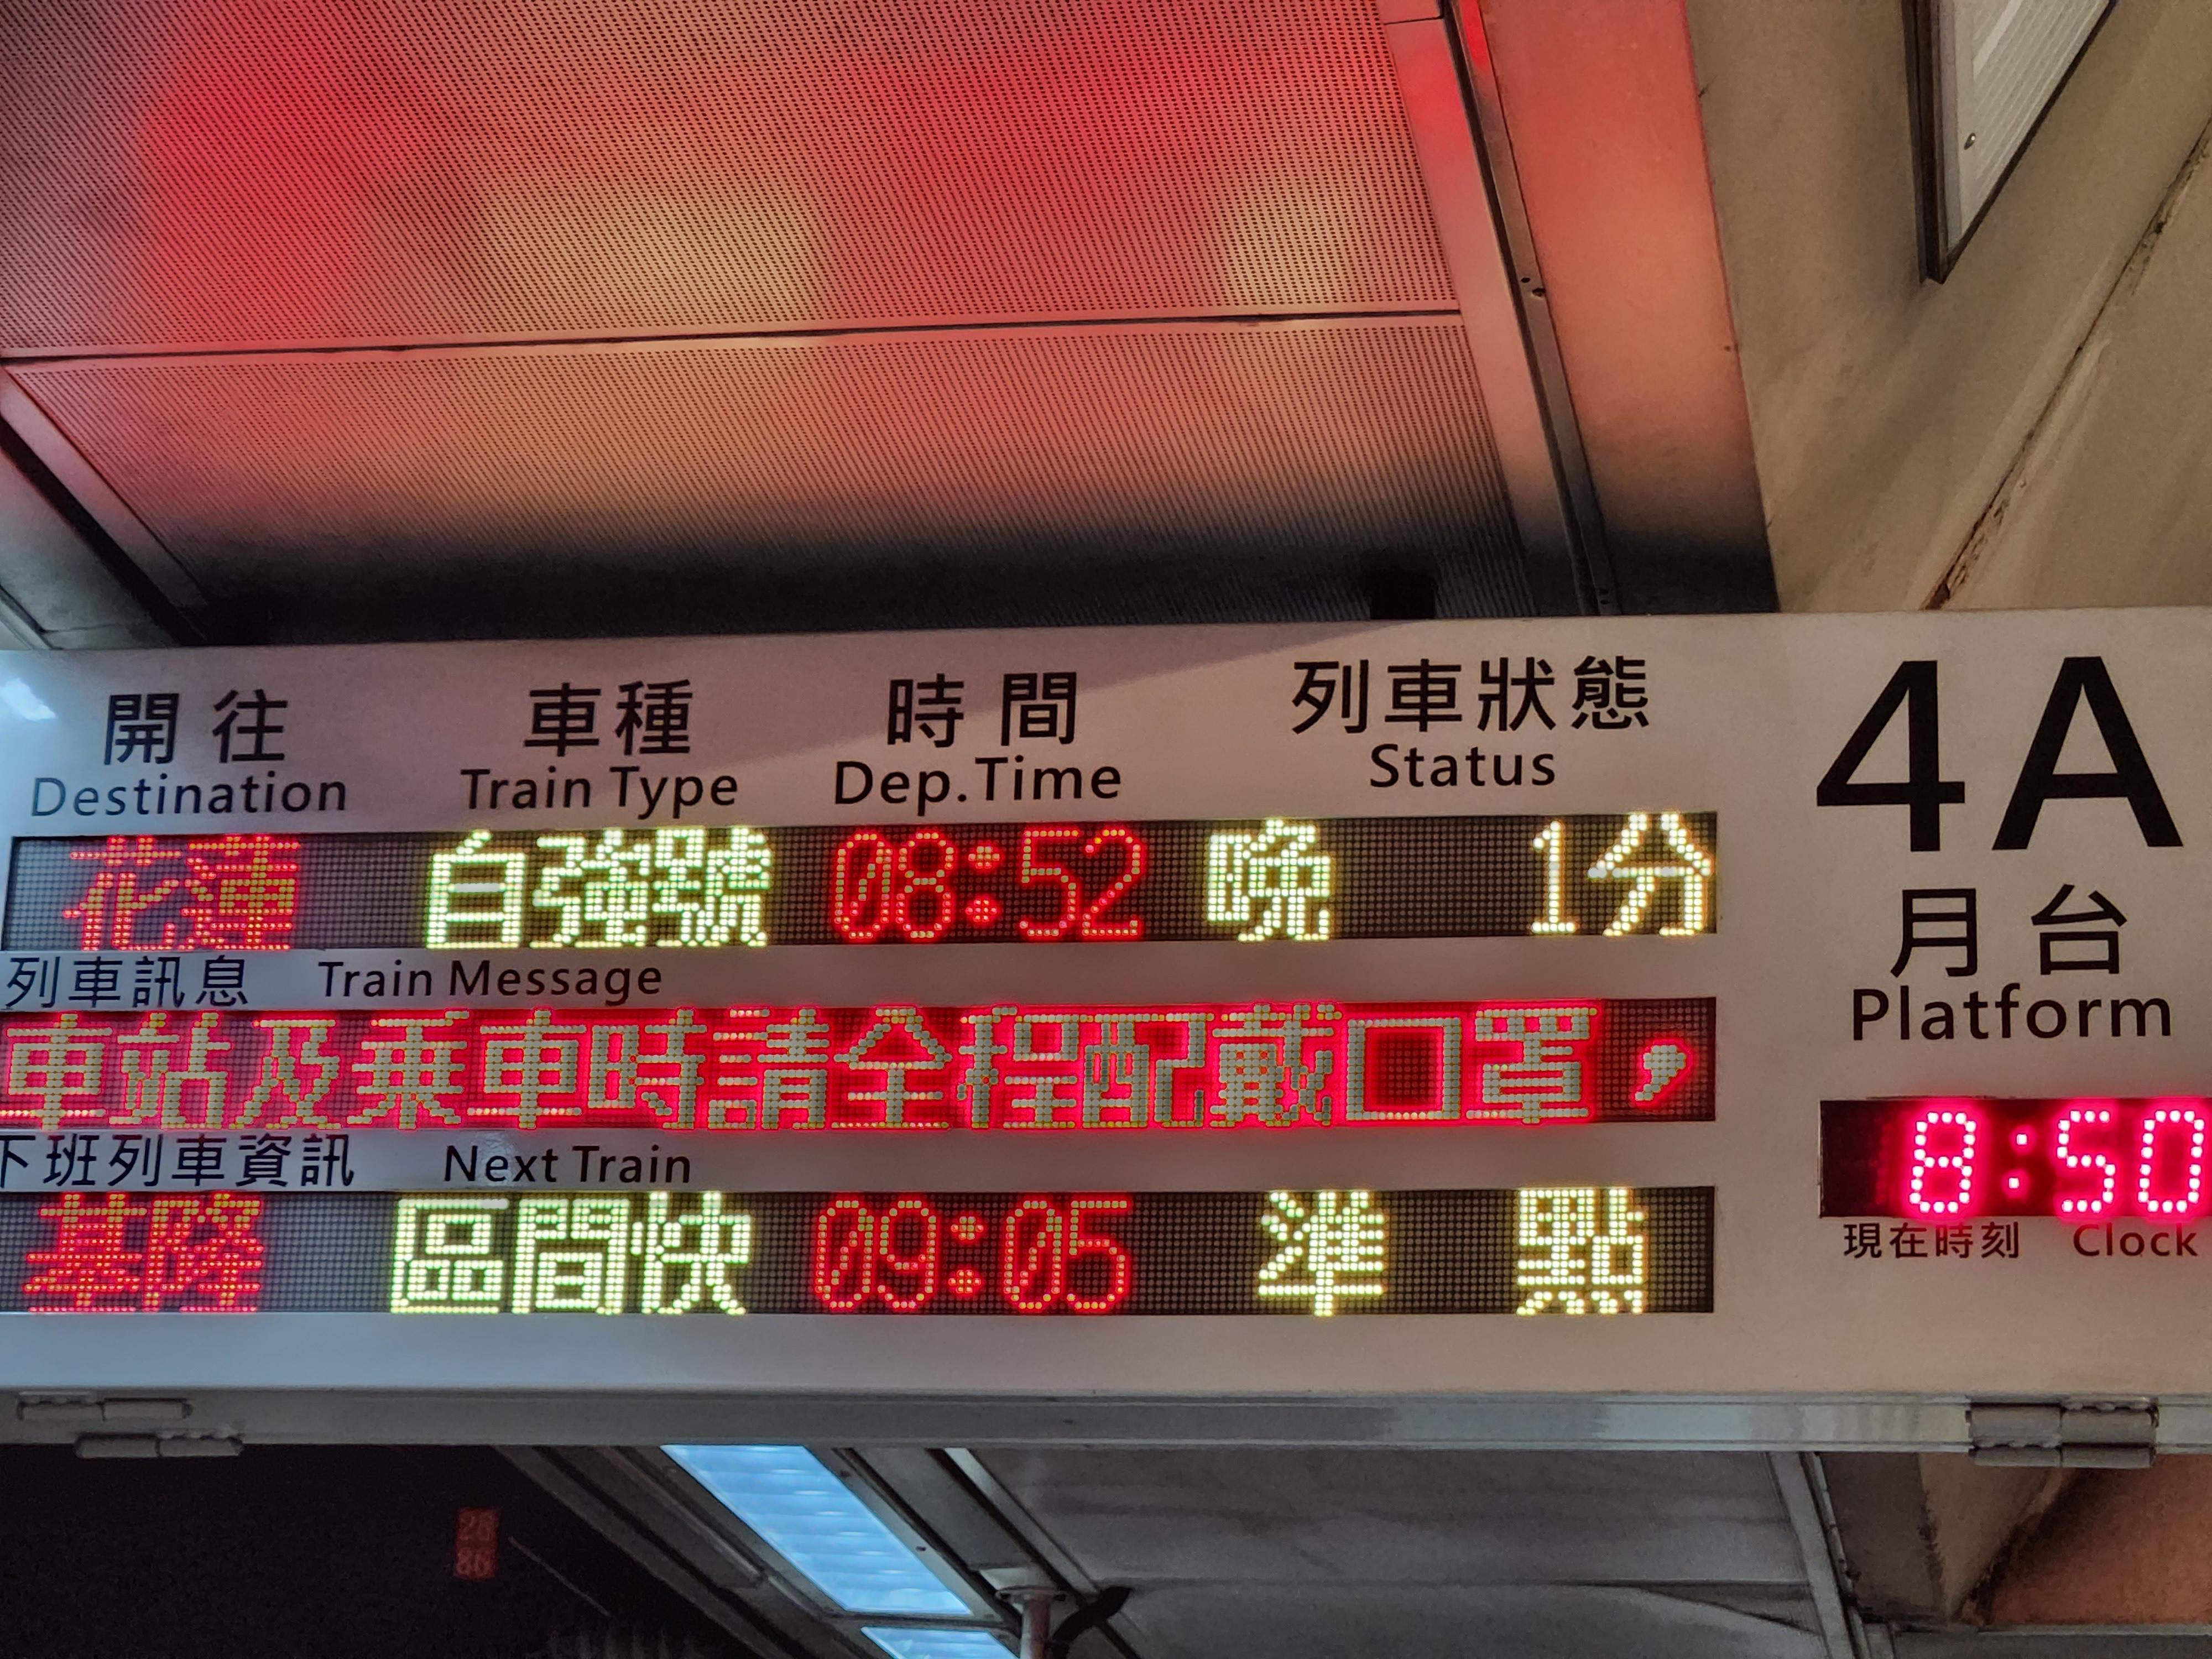 開往 車種 時間 列車狀態 4A
Destination Train Type Dep.Time Status
花蓮 自強號 08:52 晚 1分
月台
列車訊息 Train Message
Platform
車站及乘車時請全程配戴口罩，
8:50
下班列車資訊 Next Train
現在時刻 Clock
基隆 區間快 09:05 準點